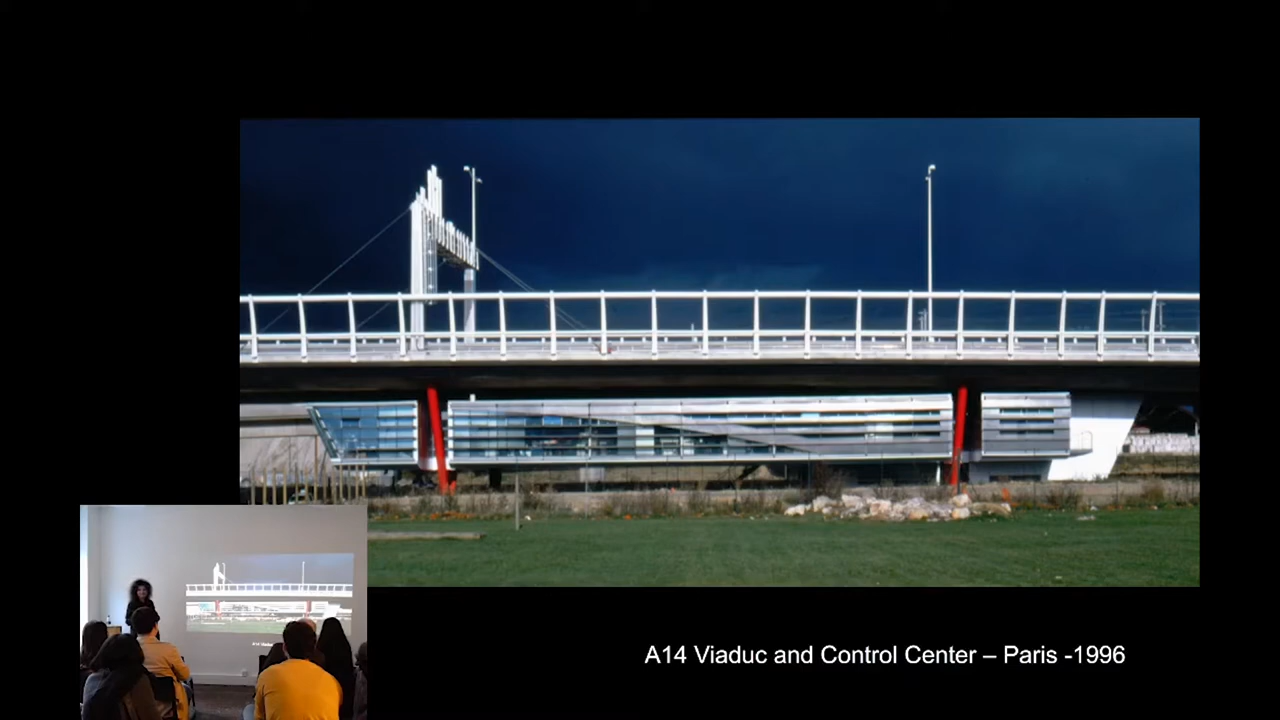 A14 Viaduc and Control Center – Paris -1996